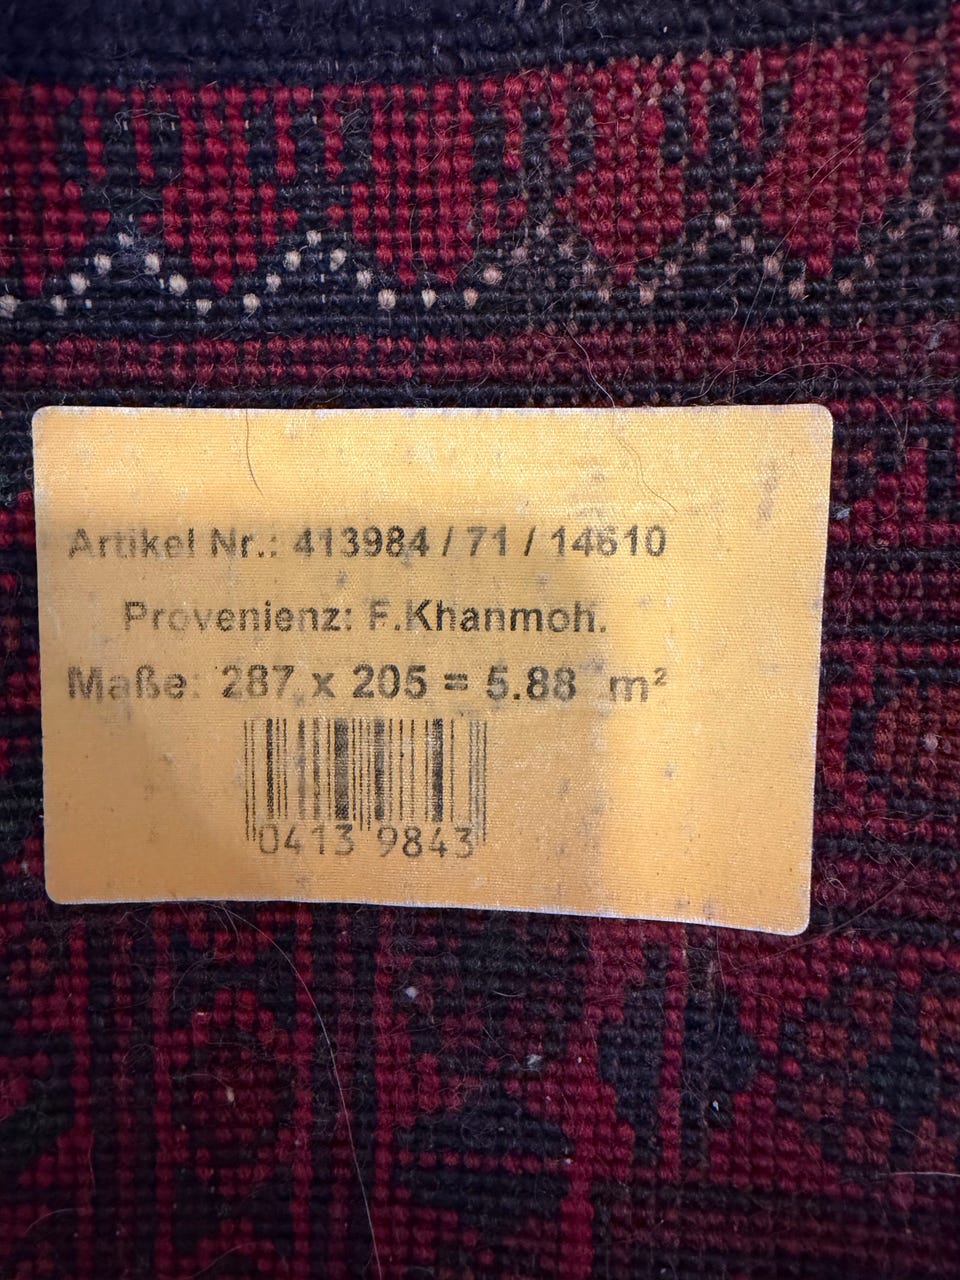 Artikel Nr.: 413984 / 71 / 14610
Provenienz: F.Khanmoh.
Maße: 287 x 205 = 5.88 m²
0413 9843